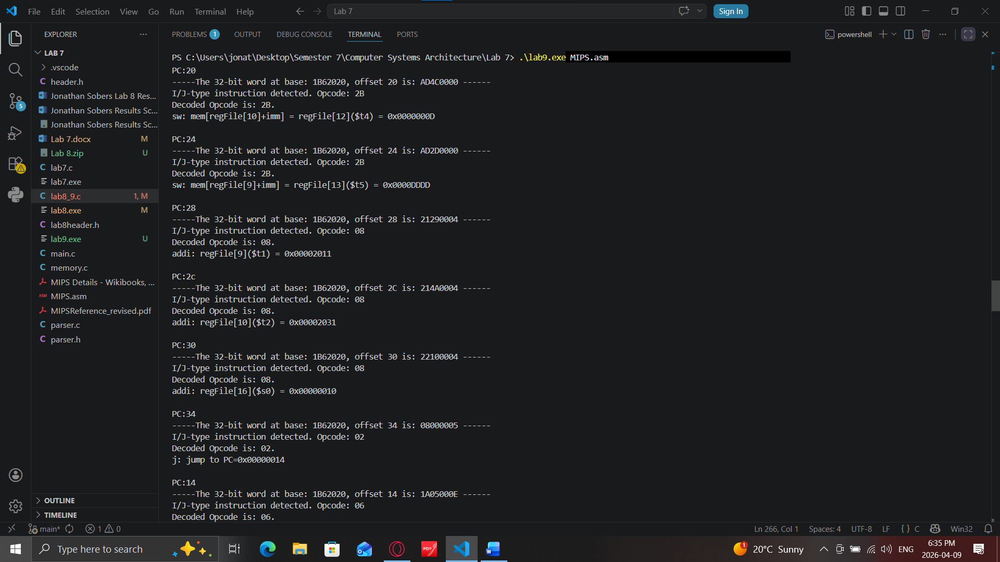 File Edit Selection View Go Run Terminal Help
Lab 7
Sign In
EXPLORER
LAB 7
.vscode
C header.h
Jonathan Sobers Lab 8 Res...
Jonathan Sobers Results Sc...
Jonathan Sobers Results Sc...
Lab 7.docx M
Lab 8.zip U
C lab7.c
lab7.exe
C lab8_9.c 1, M
lab8.exe M
C lab8header.h
lab9.exe U
C main.c
C memory.c
MIPS Details - Wikibooks, ...
ASM MIPS.asm
MIPSReference_revised.pdf
C parser.c
C parser.h
OUTLINE
TIMELINE
5
PROBLEMS 1 OUTPUT DEBUG CONSOLE TERMINAL PORTS
powershell
PS C:\Users\jonat\Desktop\Semester 7\Computer Systems Architecture\Lab 7> .\lab9.exe MIPS.asm
PC:20
-----The 32-bit word at base: 1B62020, offset 20 is: AD4C0000 ------
I/J-type instruction detected. Opcode: 2B
Decoded Opcode is: 2B.
sw: mem[regFile[10]+imm] = regFile[12]($t4) = 0x0000000D
PC:24
-----The 32-bit word at base: 1B62020, offset 24 is: AD2D0000 ------
I/J-type instruction detected. Opcode: 2B
Decoded Opcode is: 2B.
sw: mem[regFile[9]+imm] = regFile[13]($t5) = 0x0000DDDD
PC:28
-----The 32-bit word at base: 1B62020, offset 28 is: 21290004 ------
I/J-type instruction detected. Opcode: 08
Decoded Opcode is: 08.
addi: regFile[9]($t1) = 0x00002011
PC:2c
-----The 32-bit word at base: 1B62020, offset 2C is: 214A0004 ------
I/J-type instruction detected. Opcode: 08
Decoded Opcode is: 08.
addi: regFile[10]($t2) = 0x00002031
PC:30
-----The 32-bit word at base: 1B62020, offset 30 is: 22100004 ------
I/J-type instruction detected. Opcode: 08
Decoded Opcode is: 08.
addi: regFile[16]($s0) = 0x00000010
PC:34
-----The 32-bit word at base: 1B62020, offset 34 is: 08000005 ------
I/J-type instruction detected. Opcode: 02
Decoded Opcode is: 02.
j: jump to PC=0x00000014
PC:14
-----The 32-bit word at base: 1B62020, offset 14 is: 1A05000E ------
I/J-type instruction detected. Opcode: 06
Decoded Opcode is: 06.
main* 1 0
Ln 266, Col 1 Spaces: 4 UTF-8 LF {} C Win32
Type here to search
PDF
1 20°C Sunny
ENG
6:35 PM
2026-04-09